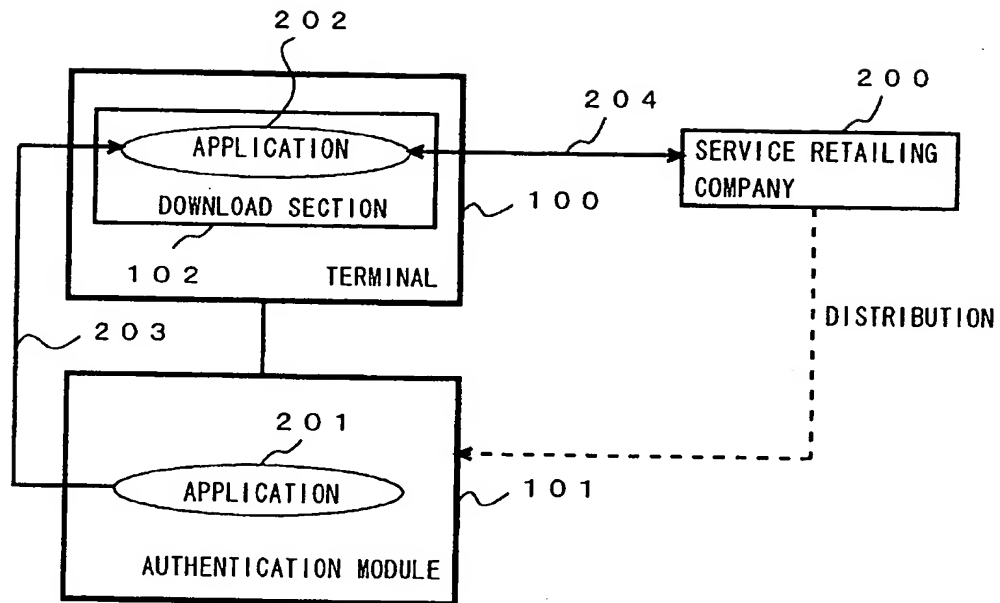 202
204
200
APPLICATION
SERVICE RETAILING
COMPANY
DOWNLOAD SECTION
100
102
TERMINAL
203
DISTRIBUTION
201
APPLICATION
101
AUTHENTICATION MODULE